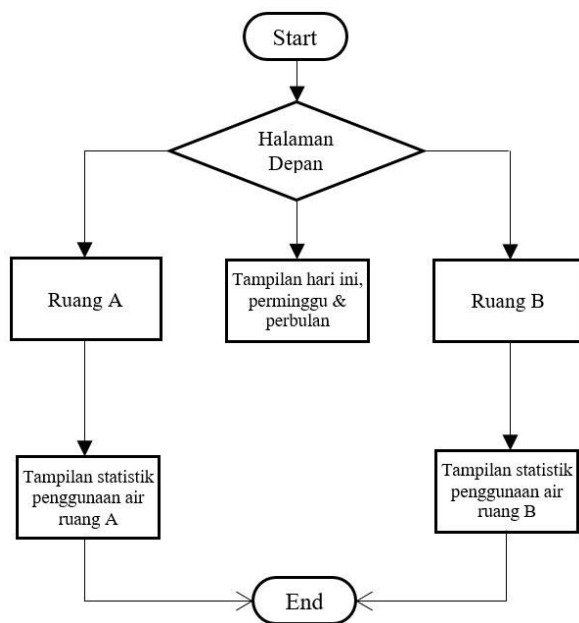 Start
Halaman
Depan
Ruang A
Tampilan hari ini,
perminggu &
perbulan
Ruang B
Tampilan statistik
penggunaan air
ruang A
Tampilan statistik
penggunaan air
ruang B
End